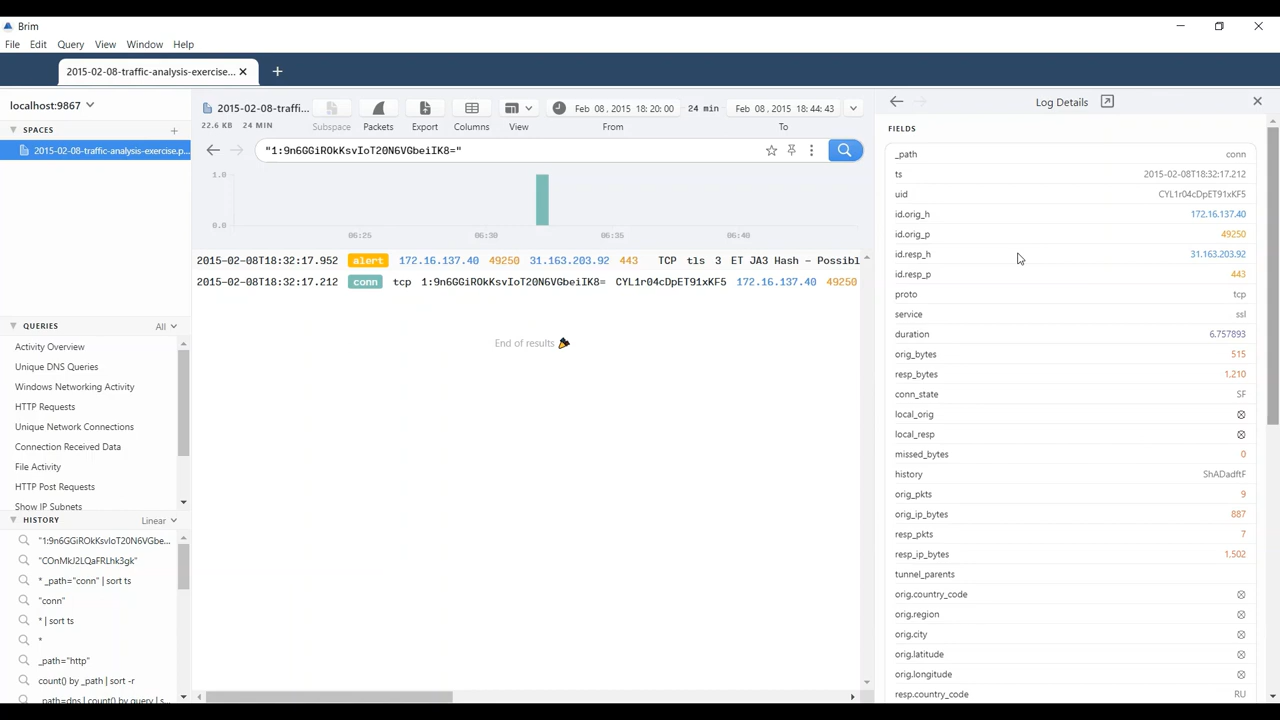 Brim
File Edit Query View Window Help
2015-02-08-traffic-analysis-exercise...
localhost:9867
SPACES
2015-02-08-traffic-analysis-exercise.p...
QUERIES All
Activity Overview
Unique DNS Queries
Windows Networking Activity
HTTP Requests
Unique Network Connections
Connection Received Data
File Activity
HTTP Post Requests
Show IP Subnets
HISTORY Linear
"1:9n6GGiROkKsvIoT20N6VGbe...
"COnMkJ2LQaFRLhk3gk"
* _path="conn" | sort ts
"conn"
* | sort ts
*
_path="http"
count() by _path | sort -r
_path=dns | count() by query | s...
2015-02-08-traffi...
22.6 KB 24 MIN
Subspace Packets Export Columns View
Feb 08, 2015 18:20:00 24 min Feb 08, 2015 18:44:43
From To
"1:9n6GGiROkKsvIoT20N6VGbeiIK8="
1.0
0.0
06:25 06:30 06:35 06:40
2015-02-08T18:32:17.952 alert 172.16.137.40 49250 31.163.203.92 443 TCP tls 3 ET JA3 Hash - Possibl
2015-02-08T18:32:17.212 conn tcp 1:9n6GGiROkKsvIoT20N6VGbeiIK8= CYL1r04cDpET91xKF5 172.16.137.40 49250
End of results
Log Details
FIELDS
_path conn
ts 2015-02-08T18:32:17.212
uid CYL1r04cDpET91xKF5
id.orig_h 172.16.137.40
id.orig_p 49250
id.resp_h 31.163.203.92
id.resp_p 443
proto tcp
service ssl
duration 6.757893
orig_bytes 515
resp_bytes 1,210
conn_state SF
local_orig
local_resp
missed_bytes 0
history ShADadftF
orig_pkts 9
orig_ip_bytes 887
resp_pkts 7
resp_ip_bytes 1,502
tunnel_parents
orig.country_code
orig.region
orig.city
orig.latitude
orig.longitude
resp.country_code RU